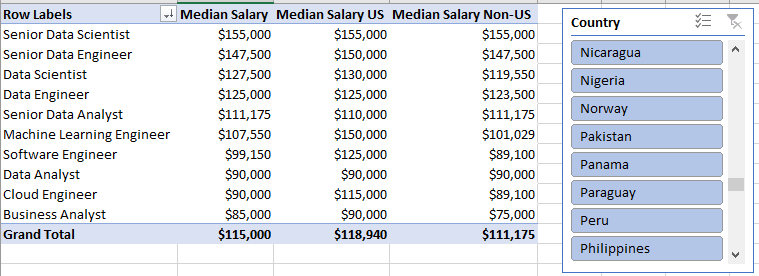 Row Labels Median Salary Median Salary US Median Salary Non-US
Senior Data Scientist $155,000 $155,000 $155,000
Senior Data Engineer $147,500 $150,000 $147,500
Data Scientist $127,500 $130,000 $119,550
Data Engineer $125,000 $125,000 $123,500
Senior Data Analyst $111,175 $110,000 $111,175
Machine Learning Engineer $107,550 $150,000 $101,029
Software Engineer $99,150 $125,000 $89,100
Data Analyst $90,000 $90,000 $90,000
Cloud Engineer $90,000 $115,000 $89,100
Business Analyst $85,000 $90,000 $75,000
Grand Total $115,000 $118,940 $111,175
Country
Nicaragua
Nigeria
Norway
Pakistan
Panama
Paraguay
Peru
Philippines